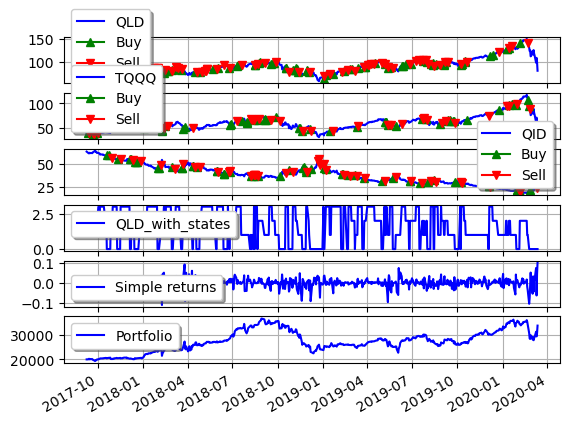 QLD
Buy
Sell
150
100
TQQQ
Buy
Sell
100
50
QID
Buy
Sell
50
25
QLD_with_states
2.5
0.0
Simple returns
0.1
0.0
−0.1
Portfolio
30000
20000
2017-10
2018-01
2018-04
2018-07
2018-10
2019-01
2019-04
2019-07
2019-10
2020-01
2020-04